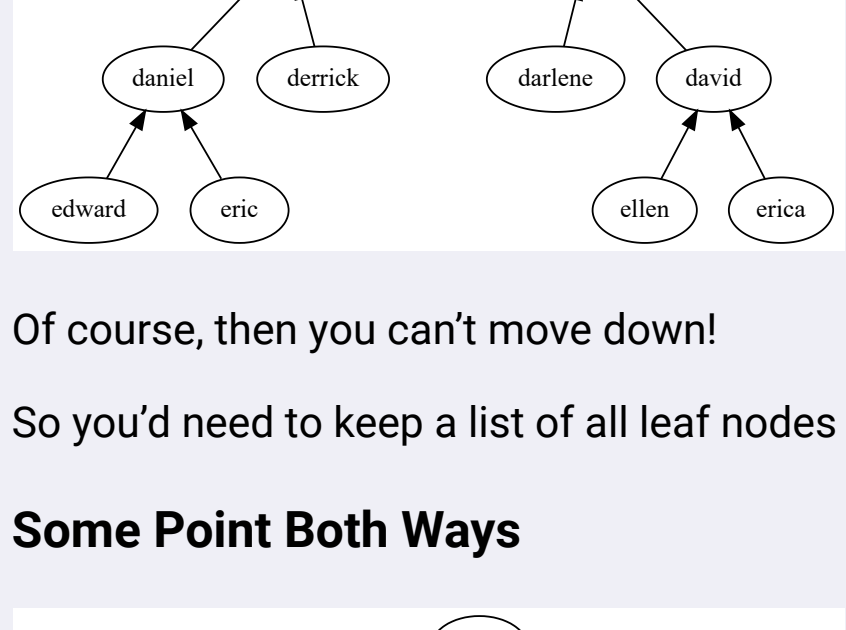 daniel derrick darlene david
edward eric ellen erica
Of course, then you can’t move down!
So you’d need to keep a list of all leaf nodes
Some Point Both Ways